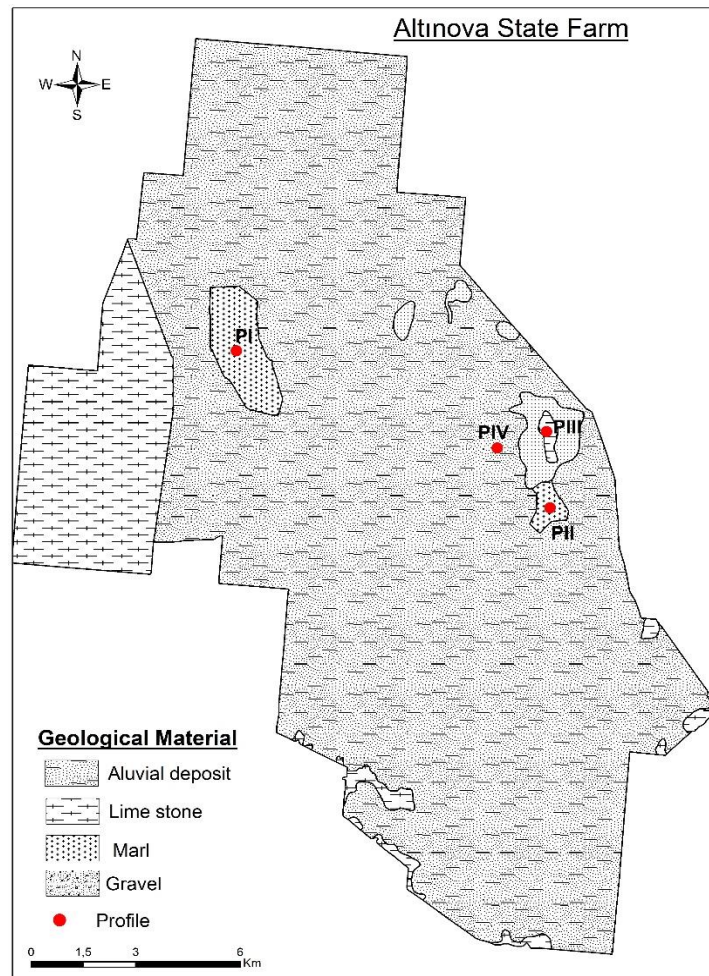 Altınova State Farm
N
W E
S
PI
PIV
PIII
PII
Geological Material
Aluvial deposit
Lime stone
Marl
Gravel
Profile
0 1,5 3 6
Km